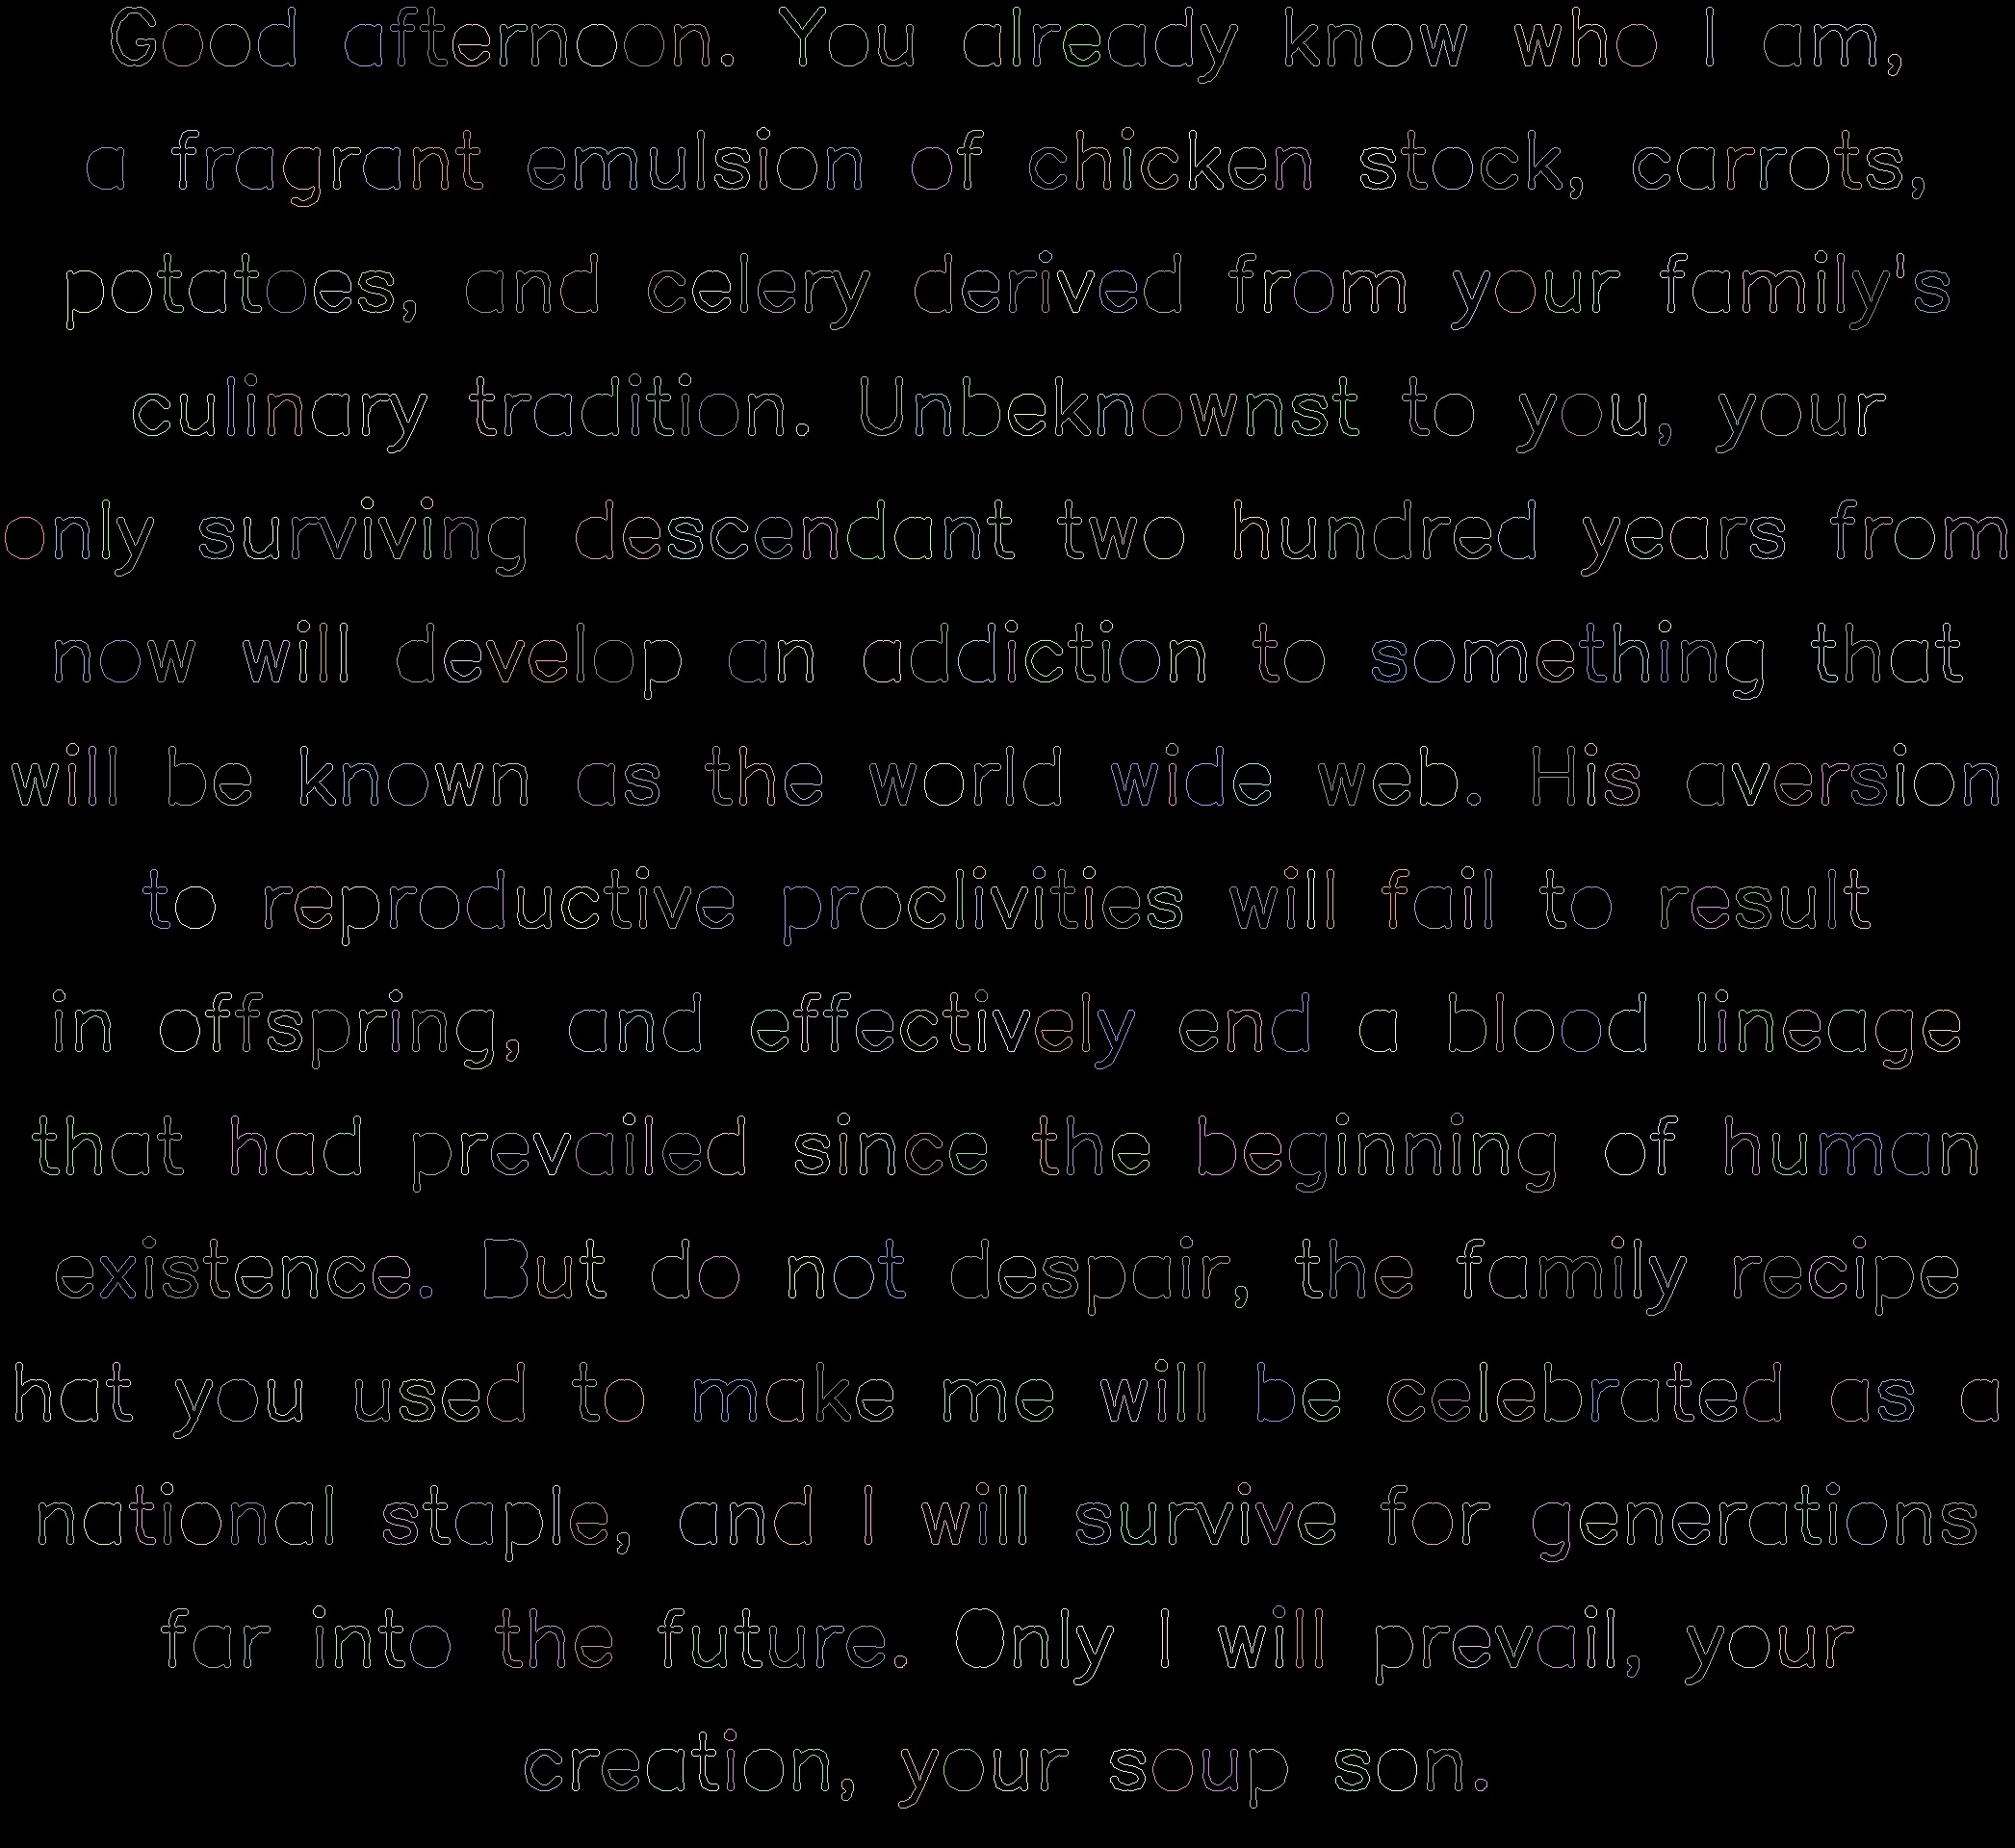 Good afternoon. You already know who I am,
a fragrant emulsion of chicken stock, carrots,
potatoes, and celery derived from your family's
culinary tradition. Unbeknownst to you, your
only surviving descendant two hundred years from
now will develop an addiction to something that
will be known as the world wide web. His aversion
to reproductive proclivities will fail to result
in offspring, and effectively end a blood lineage
that had prevailed since the beginning of human
existence. But do not despair, the family recipe
hat you used to make me will be celebrated as a
national staple, and I will survive for generations
far into the future. Only I will prevail, your
creation, your soup son.